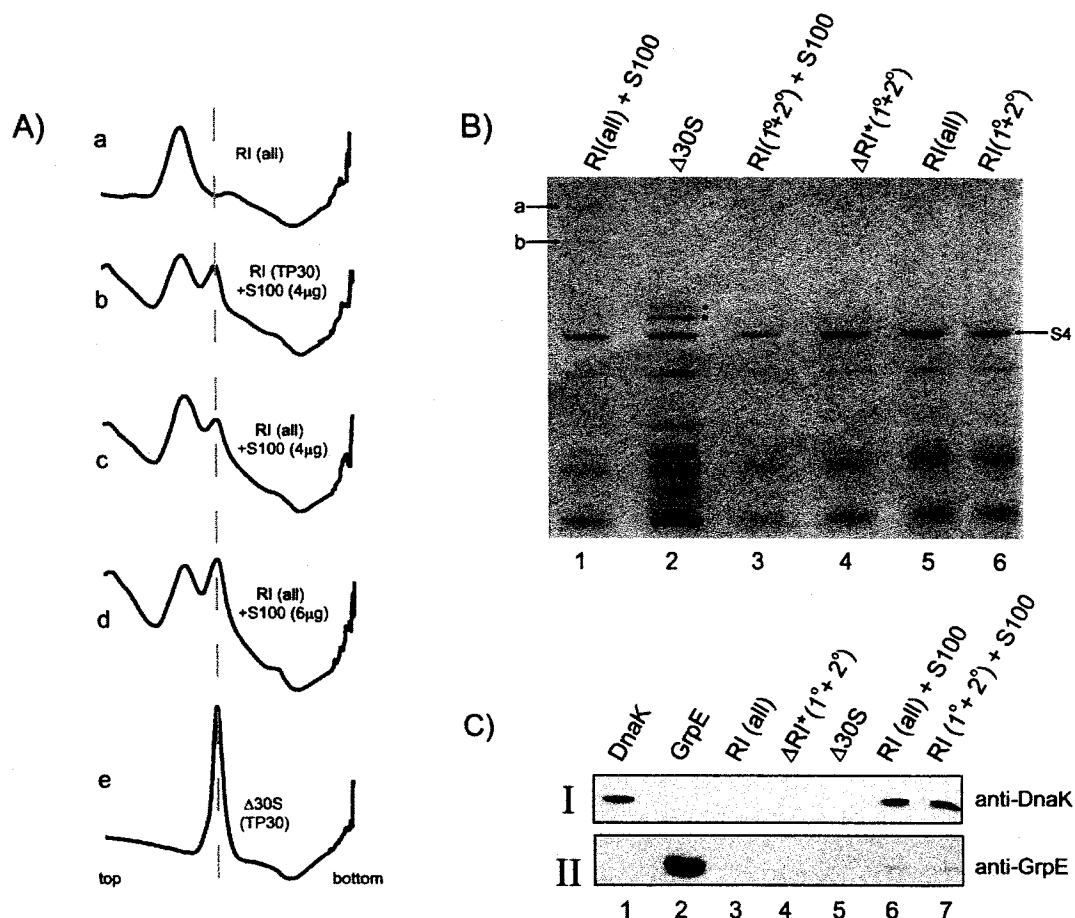 A)
a
RI (all)
b
RI (TP30)
+S100 (4µg)
c
RI (all)
+S100 (4µg)
d
RI (all)
+S100 (6µg)
e
Δ30S
(TP30)
top
bottom
B)
RI(all) + S100
Δ30S
RI(1°+2°) + S100
ΔRI*(1°+2°)
RI(all)
RI(1°+2°)
a
b
S4
1 2 3 4 5 6
C)
DnaK
GrpE
RI (all)
ΔRI*(1°+ 2°)
Δ30S
RI (all) + S100
RI (1°+ 2°) + S100
I
anti-DnaK
II
anti-GrpE
1 2 3 4 5 6 7